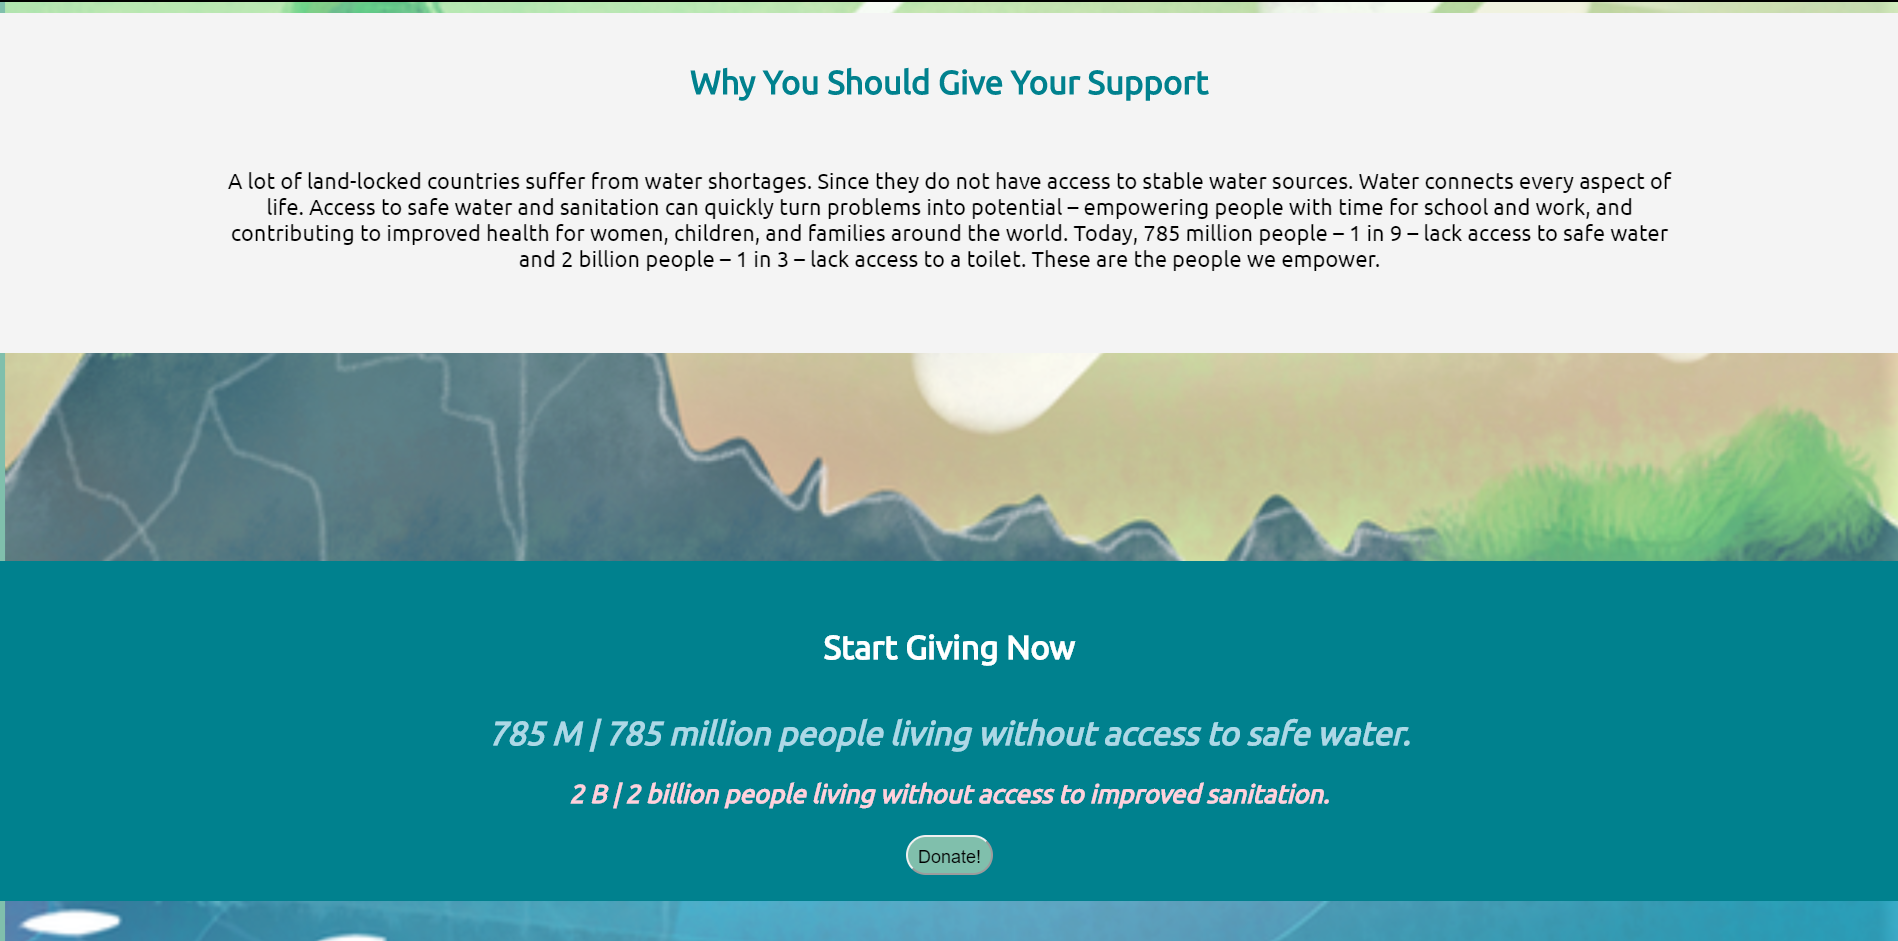 Why You Should Give Your Support
A lot of land-locked countries suffer from water shortages. Since they do not have access to stable water sources. Water connects every aspect of
life. Access to safe water and sanitation can quickly turn problems into potential – empowering people with time for school and work, and
contributing to improved health for women, children, and families around the world. Today, 785 million people – 1 in 9 – lack access to safe water
and 2 billion people – 1 in 3 – lack access to a toilet. These are the people we empower.
Start Giving Now
785 M | 785 million people living without access to safe water.
2 B | 2 billion people living without access to improved sanitation.
Donate!